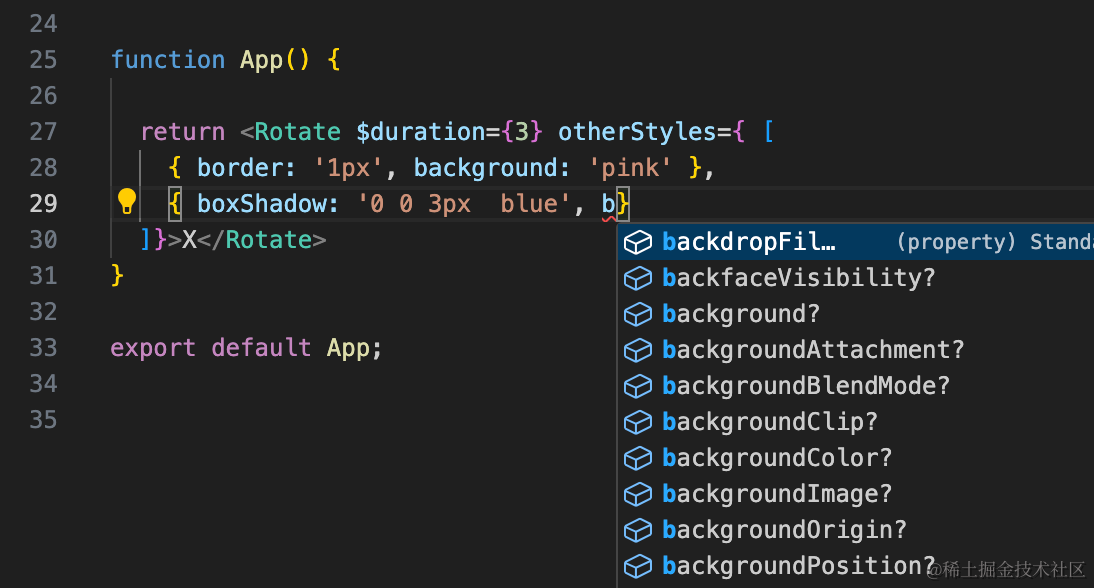 24
25 function App() {
26
27 return <Rotate $duration={3} otherStyles={ [
28 { border: '1px', background: 'pink' },
29 { boxShadow: '0 0 3px  blue', b}
30 ]}>X</Rotate>
31 }
32
33 export default App;
34
35
backdropFil… (property) Standa
backfaceVisibility?
background?
backgroundAttachment?
backgroundBlendMode?
backgroundClip?
backgroundColor?
backgroundImage?
backgroundOrigin?
backgroundPosition?
@稀土掘金技术社区